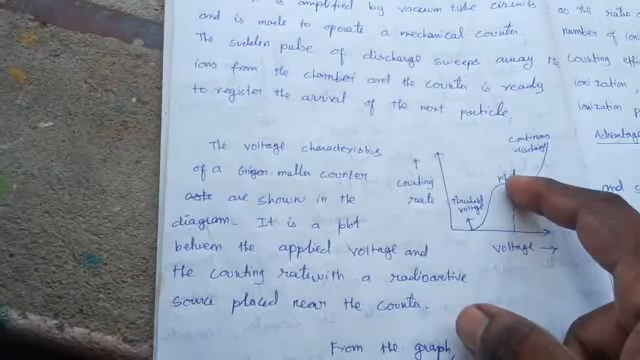 is amplified by vacuum tube circuits
and is made to operate a mechanical counter.
The sudden pulse of discharge sweeps away the
ions from the chamber and the counter is ready
to register the arrival of the next particle.
The voltage characteristics
of a Geiger muller counter
are shown in the
diagram. It is a plot
between the applied voltage and
the counting rate with a radioactive
source placed near the counter.
From the graph
counting
rate
threshold
voltage
continuous
discharge
voltage
as the ratio
number of ion
counting effi
ionization,
ionization p
Advantage
and s